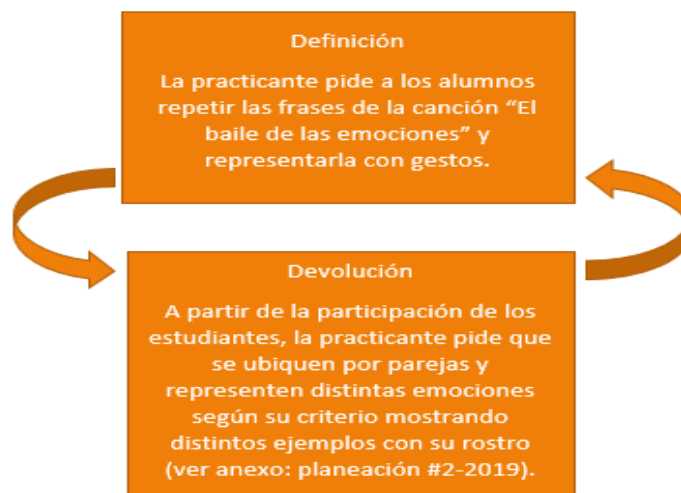 Definición
La practicante pide a los alumnos
repetir las frases de la canción “El
baile de las emociones” y
representarla con gestos.
Devolución
A partir de la participación de los
estudiantes, la practicante pide que
se ubiquen por parejas y
representen distintas emociones
según su criterio mostrando
distintos ejemplos con su rostro
(ver anexo: planeación #2-2019).